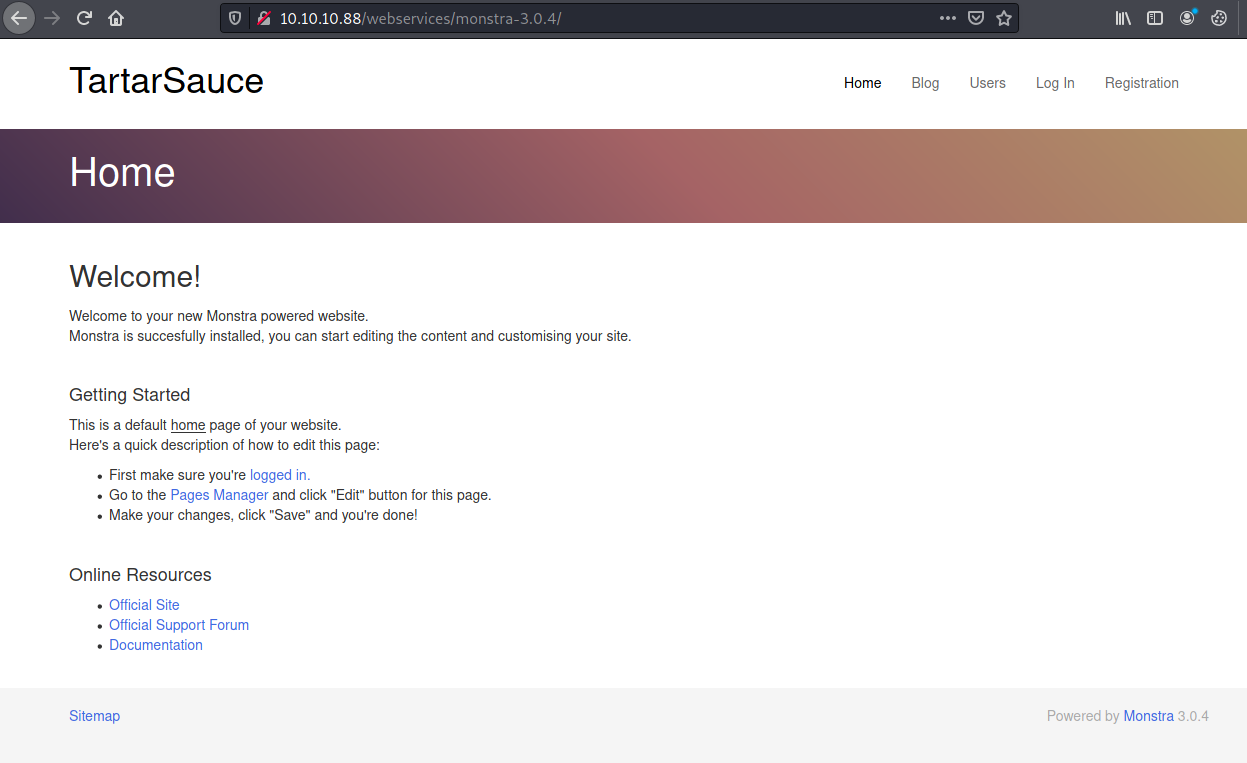 10.10.10.88/webservices/monstra-3.0.4/
TartarSauce
Home Blog Users Log In Registration
Home
Welcome!
Welcome to your new Monstra powered website.
Monstra is succesfully installed, you can start editing the content and customising your site.
Getting Started
This is a default home page of your website.
Here's a quick description of how to edit this page:
• First make sure you're logged in.
• Go to the Pages Manager and click "Edit" button for this page.
• Make your changes, click "Save" and you're done!
Online Resources
• Official Site
• Official Support Forum
• Documentation
Sitemap Powered by Monstra 3.0.4